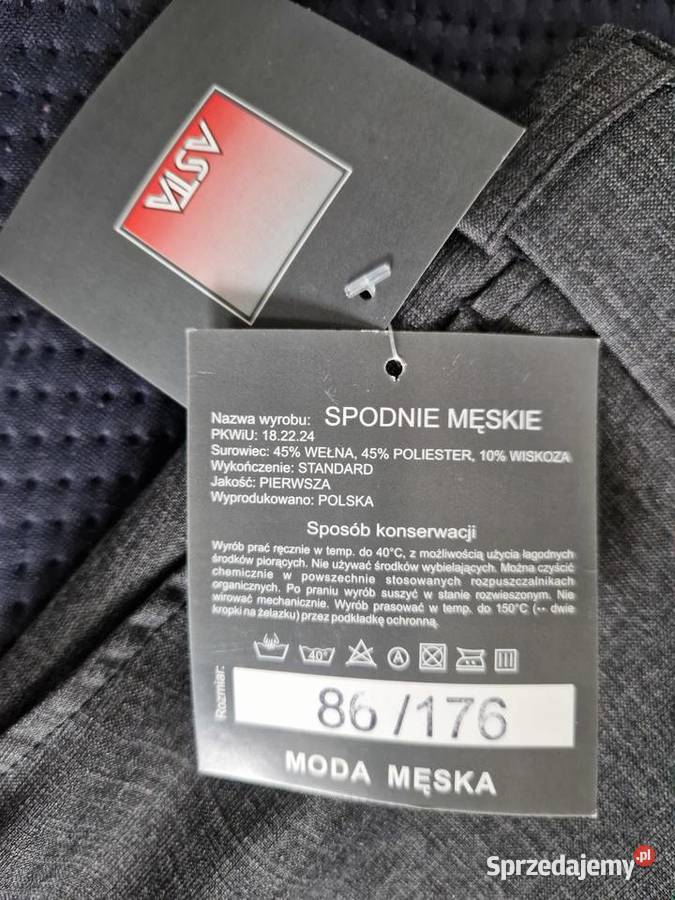 ASTA
Nazwa wyrobu: SPODNIE MĘSKIE
PKWiU: 18.22.24
Surowiec: 45% WEŁNA, 45% POLIESTER, 10% WISKOZA
Wykończenie: STANDARD
Jakość: PIERWSZA
Wyprodukowano: POLSKA
Sposób konserwacji
Wyrób prać ręcznie w temp. do 40°C, z możliwością użycia łagodnych
środków piorących. Nie używać środków wybielających. Można czyścić
chemicznie w powszechnie stosowanych rozpuszczalnikach
organicznych. Po praniu wyrób suszyć w stanie rozwieszonym. Nie
wirować mechanicznie. Wyrób prasować w temp. do 150°C (•• dwie
kropki na żelazku) przez podkładkę ochronną.
40° A
Rozmiar:
86/176
MODA MĘSKA
Sprzedajemy.pl